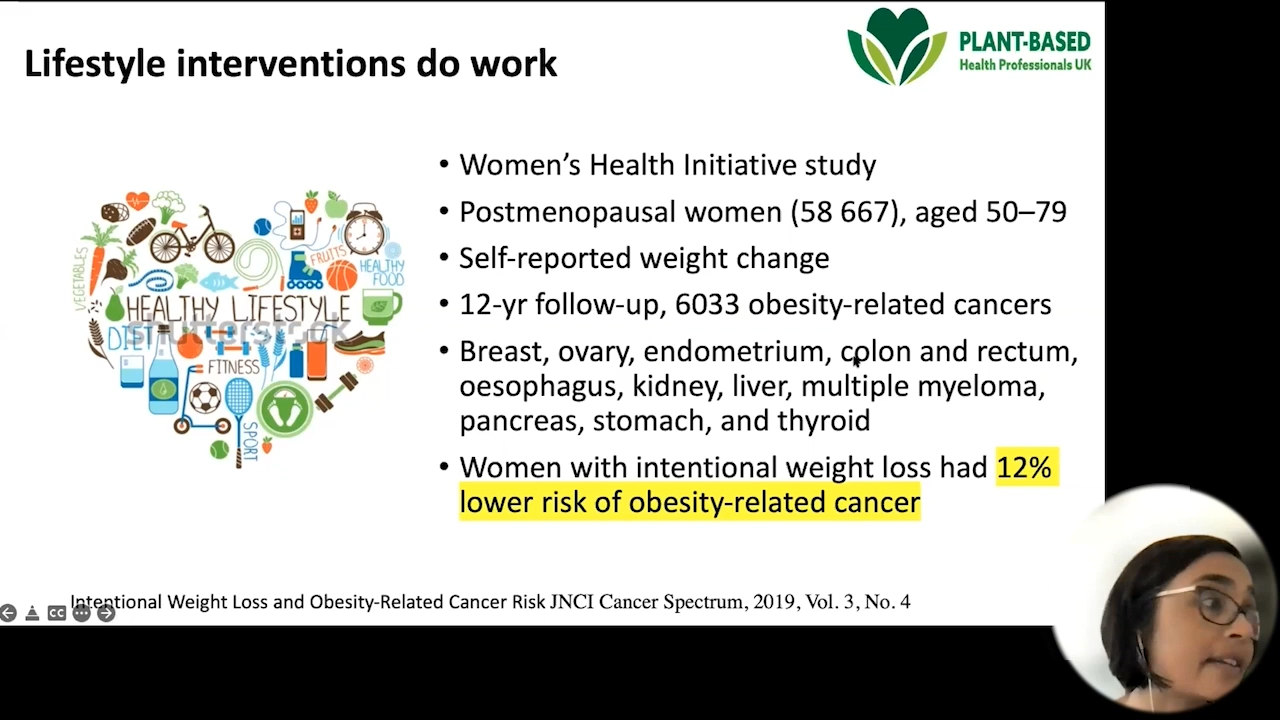 Lifestyle interventions do work
PLANT-BASED
Health Professionals UK
• Women’s Health Initiative study
• Postmenopausal women (58 667), aged 50–79
• Self-reported weight change
• 12-yr follow-up, 6033 obesity-related cancers
• Breast, ovary, endometrium, colon and rectum,
oesophagus, kidney, liver, multiple myeloma,
pancreas, stomach, and thyroid
• Women with intentional weight loss had 12%
lower risk of obesity-related cancer
VEGETABLES
FRUITS
HEALTHY
FOOD
HEALTHY LIFESTYLE
shutterstock
DIET
FITNESS
SPORT
CC
Intentional Weight Loss and Obesity-Related Cancer Risk JNCI Cancer Spectrum, 2019, Vol. 3, No. 4